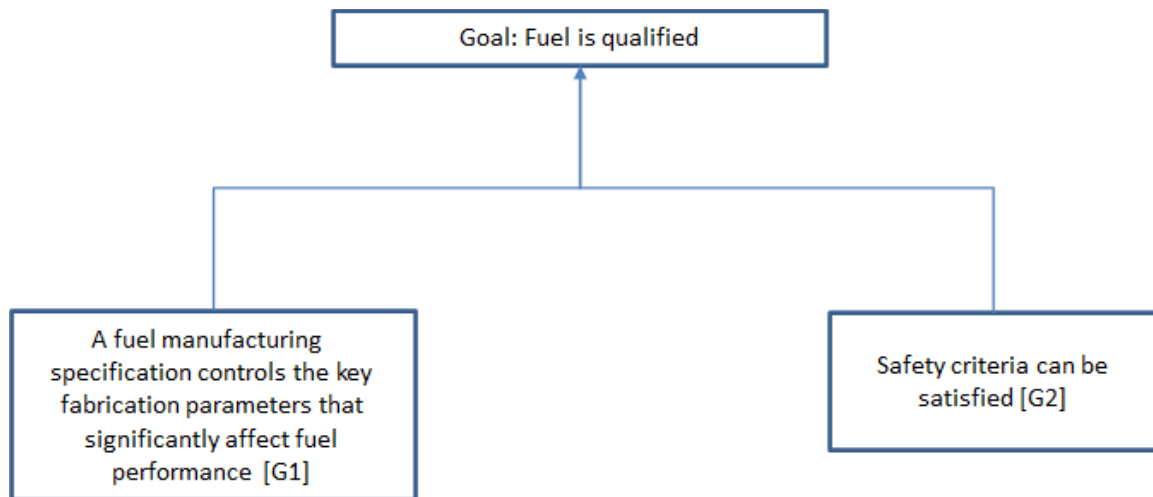 Goal: Fuel is qualified
A fuel manufacturing
specification controls the key
fabrication parameters that
significantly affect fuel
performance [G1]
Safety criteria can be
satisfied [G2]